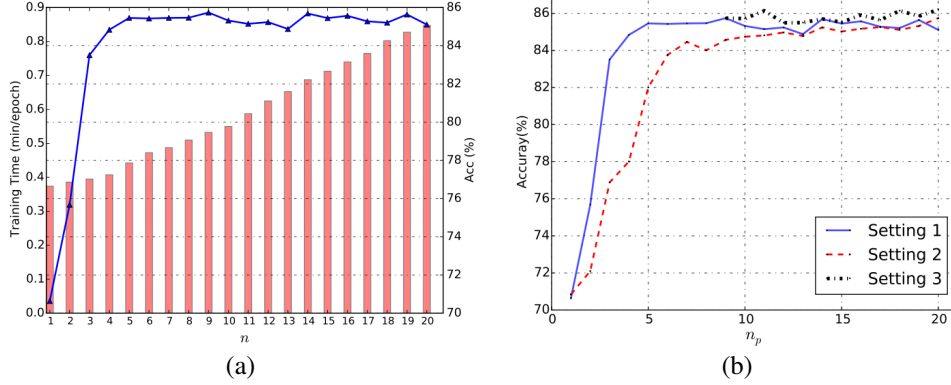 0.9
0.8
0.7
0.6
0.5
0.4
0.3
0.2
0.1
0.0
Training Time (min/epoch)
1 2 3 4 5 6 7 8 9 10 11 12 13 14 15 16 17 18 19 20
n
86
84
82
80
78
76
74
72
70
Acc (%)
(a)
86
84
82
80
78
76
74
72
70
Accuray(%)
0 5 10 15 20
n_p
Setting 1
Setting 2
Setting 3
(b)